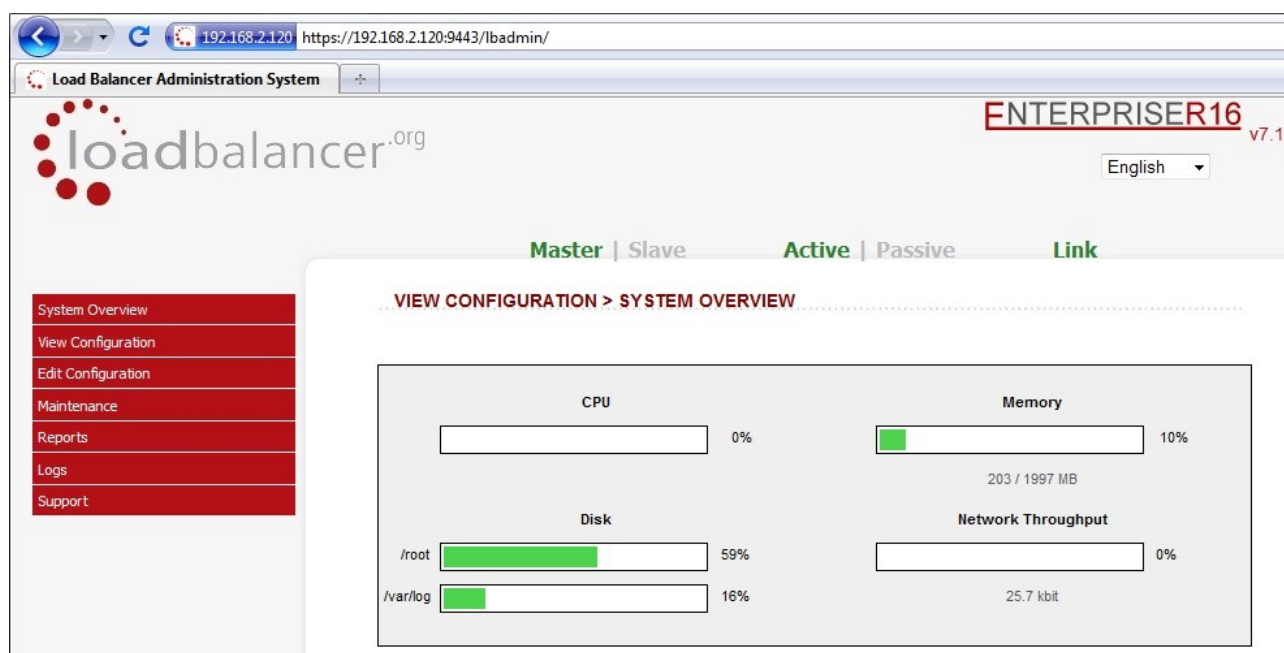 192.168.2.120 https://192.168.2.120:9443/lbadmin/
Load Balancer Administration System
loadbalancer.org
ENTERPRISER16
v7.1
English
Master | Slave Active | Passive Link
System Overview
View Configuration
Edit Configuration
Maintenance
Reports
Logs
Support
VIEW CONFIGURATION > SYSTEM OVERVIEW
CPU
0%
Memory
10%
203 / 1997 MB
Disk
/root 59%
/var/log 16%
Network Throughput
0%
25.7 kbit